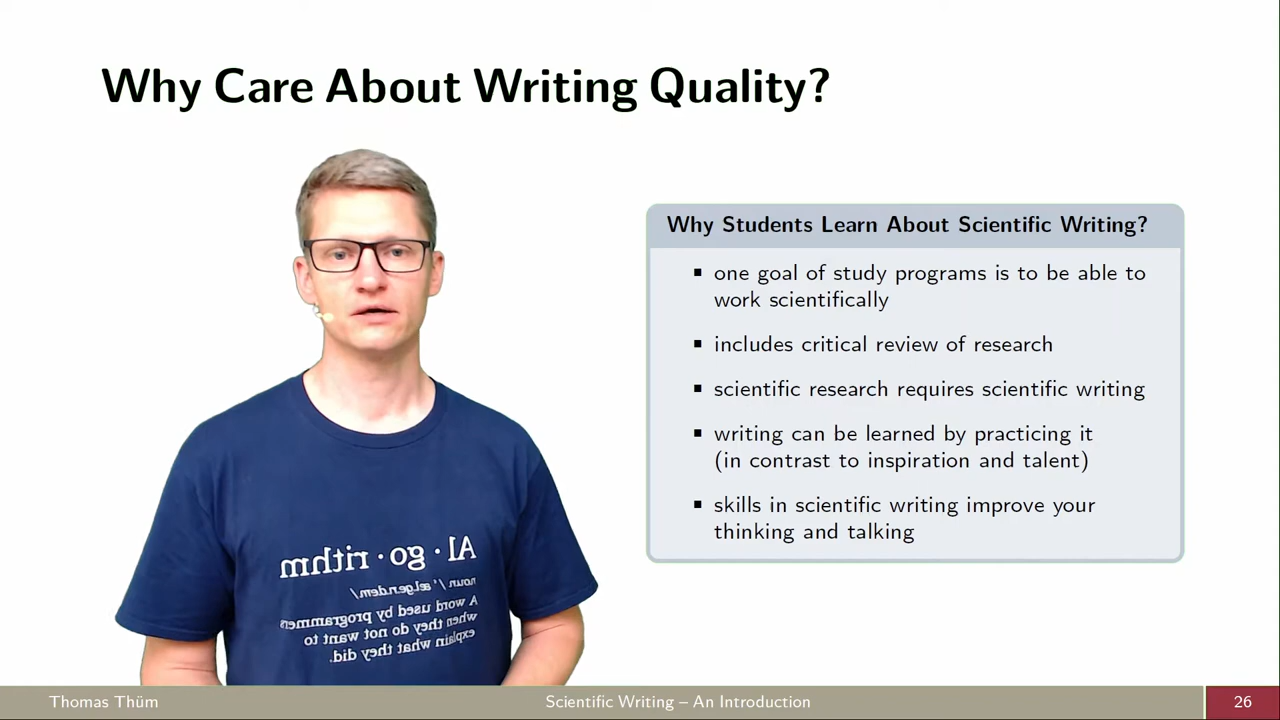 Why Care About Writing Quality?
Why Students Learn About Scientific Writing?
▪ one goal of study programs is to be able to
work scientifically
▪ includes critical review of research
▪ scientific research requires scientific writing
▪ writing can be learned by practicing it
(in contrast to inspiration and talent)
▪ skills in scientific writing improve your
thinking and talking
Al·go·rithm
noun
A word used by programmers
when they do not want to
explain what they did.
Thomas Thüm
Scientific Writing – An Introduction
26